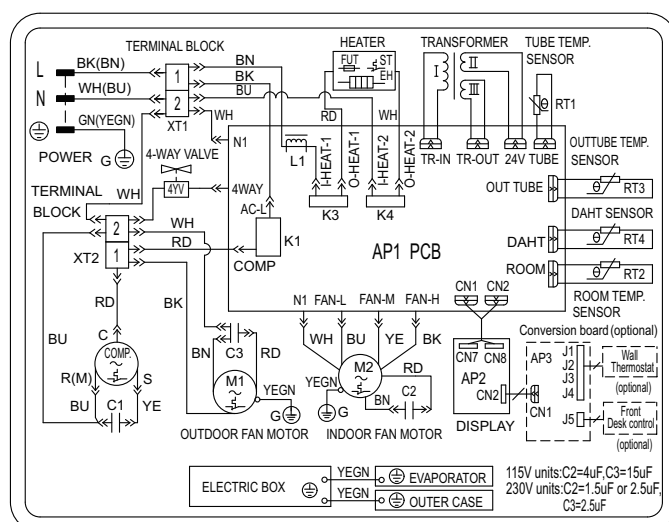 TERMINAL BLOCK
HEATER
TRANSFORMER
TUBE TEMP.
SENSOR
L
BK(BN)
1
BN
BK
BU
FUT
ST
EH
I
II
III
θ
RT1
N
WH(BU)
2
XT1
WH
RD
WH
GN(YEGN)
POWER
G
4-WAY VALVE
N1
L1
I-HEAT-1
O-HEAT-1
I-HEAT-2
O-HEAT-2
TR-IN
TR-OUT
24V
TUBE
OUTTUBE TEMP.
SENSOR
WH
4YV
4WAY
OUT TUBE
θ
RT3
TERMINAL
BLOCK
AC-L
K3
K4
DAHT SENSOR
2
WH
K1
AP1 PCB
DAHT
θ
RT4
1
RD
COMP
ROOM
θ
RT2
XT2
CN1
CN2
ROOM TEMP.
SENSOR
RD
BK
N1
FAN-L
FAN-M
FAN-H
Conversion board (optional)
BU
C
C3
WH
BU
YE
BK
CN7
CN8
AP3
J1
J2
J3
J4
Wall
Thermostat
(optional)
COMP.
BN
RD
M2
RD
AP2
R(M)
S
M1
YEGN
YEGN
BN
C2
CN2
CN1
BU
C1
YE
G
G
J5
Front
Desk control
(optional)
OUTDOOR FAN MOTOR
INDOOR FAN MOTOR
DISPLAY
ELECTRIC BOX
YEGN
EVAPORATOR
YEGN
OUTER CASE
115V units:C2=4uF,C3=15uF
230V units:C2=1.5uF or 2.5uF,
C3=2.5uF